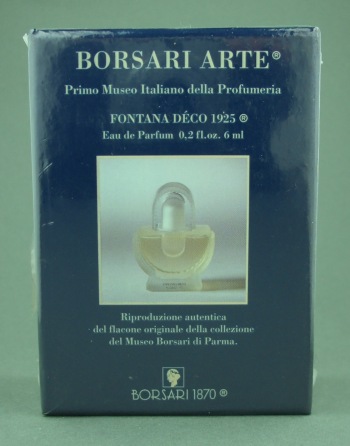 BORSARI ARTE®
Primo Museo Italiano della Profumeria
FONTANA DÉCO 1925 ®
Eau de Parfum 0,2 fl.oz. 6 ml
Riproduzione autentica
del flacone originale della collezione
del Museo Borsari di Parma.
BORSARI 1870 ®